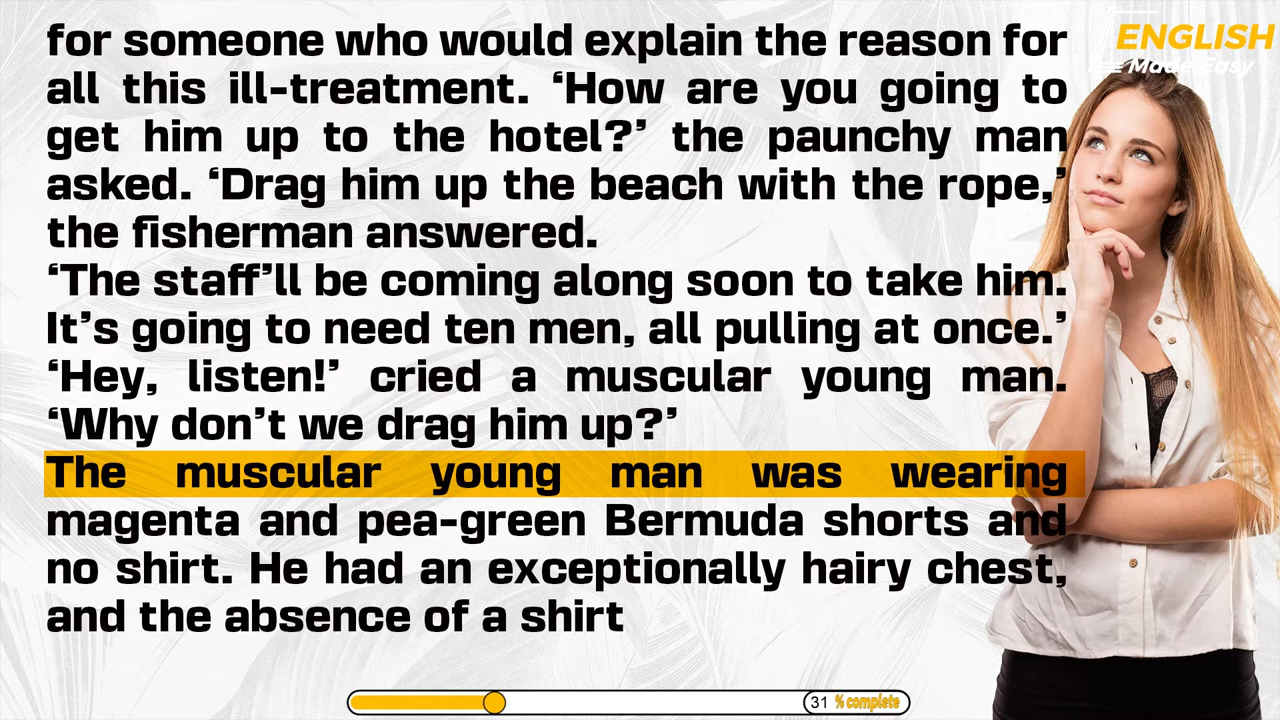 for someone who would explain the reason for
all this ill-treatment. ‘How are you going to
get him up to the hotel?’ the paunchy man
asked. ‘Drag him up the beach with the rope,’
the fisherman answered.
‘The staff’ll be coming along soon to take him.
It’s going to need ten men, all pulling at once.’
‘Hey, listen!’ cried a muscular young man.
‘Why don’t we drag him up?’
The muscular young man was wearing
magenta and pea-green Bermuda shorts and
no shirt. He had an exceptionally hairy chest,
and the absence of a shirt
ENGLISH
Made Easy
31 % complete